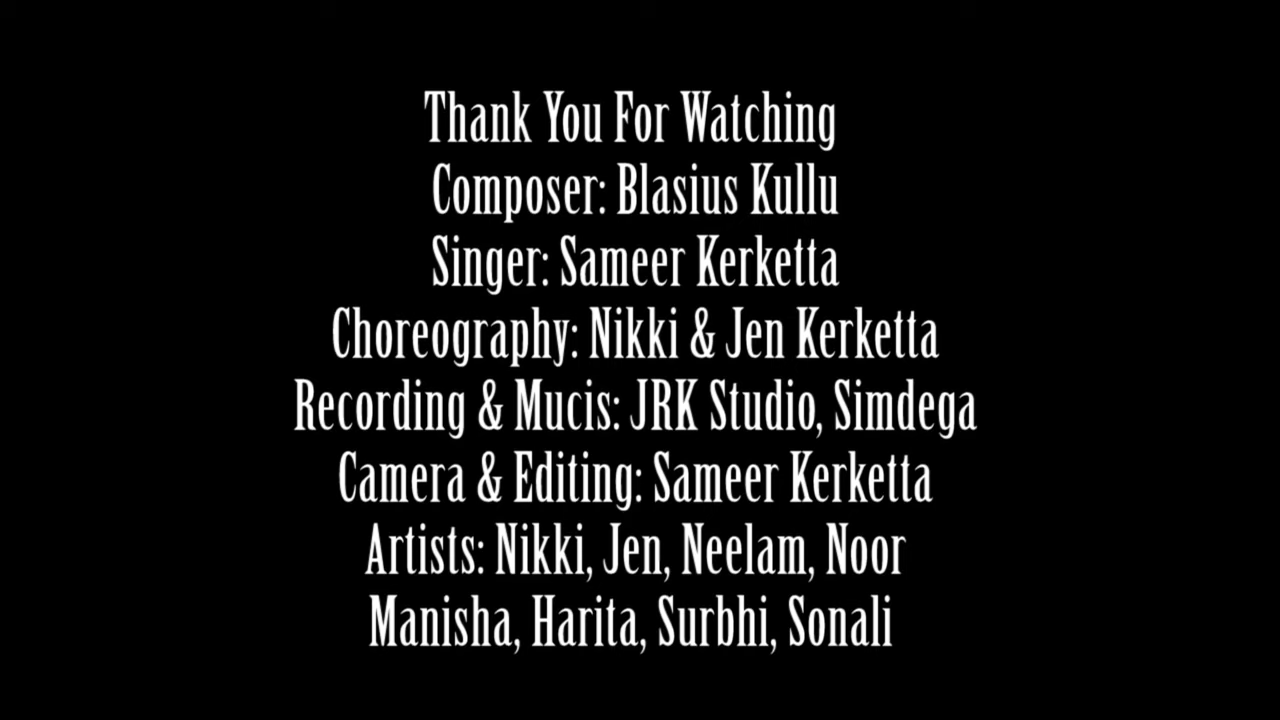 Thank You For Watching
Composer: Blasius Kullu
Singer: Sameer Kerketta
Choreography: Nikki & Jen Kerketta
Recording & Mucis: JRK Studio, Simdega
Camera & Editing: Sameer Kerketta
Artists: Nikki, Jen, Neelam, Noor
Manisha, Harita, Surbhi, Sonali